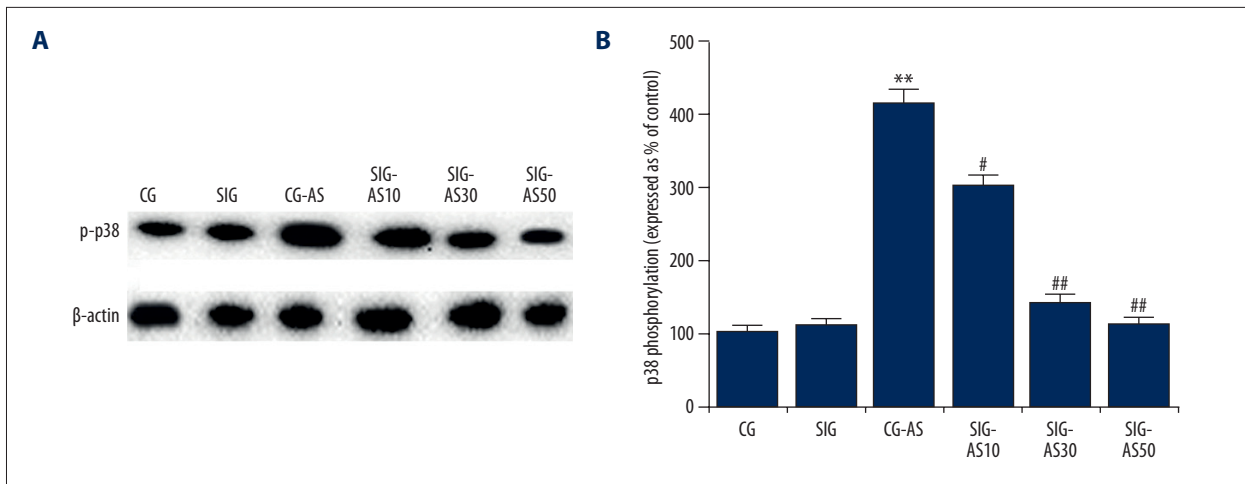 A
CG SIG CG-AS SIG-AS10 SIG-AS30 SIG-AS50
p-p38
β-actin
B
p38 phosphorylation (expressed as % of control)
500
400
300
200
100
0
**
#
##
##
CG SIG CG-AS SIG-AS10 SIG-AS30 SIG-AS50